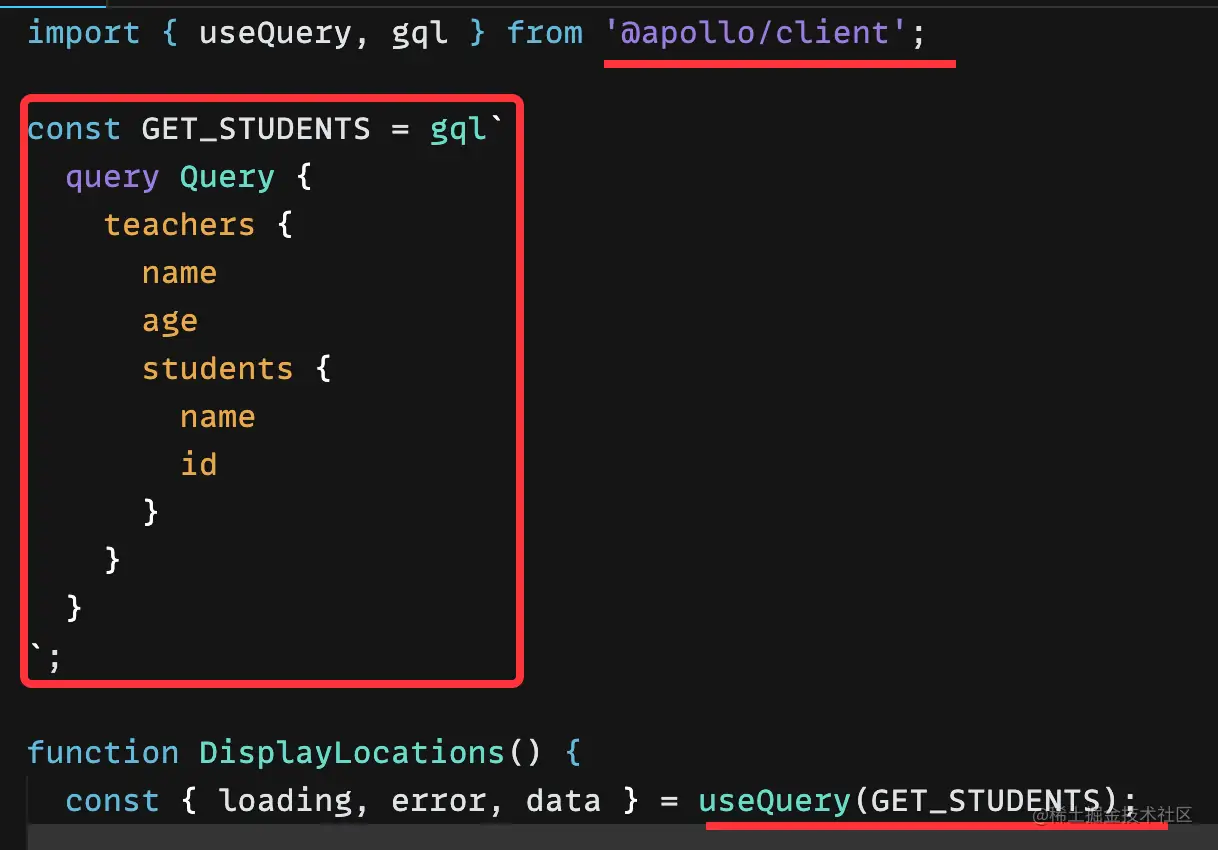 import { useQuery, gql } from '@apollo/client';
const GET_STUDENTS = gql`
  query Query {
    teachers {
      name
      age
      students {
        name
        id
      }
    }
  }
`;
function DisplayLocations() {
  const { loading, error, data } = useQuery(GET_STUDENTS);
@稀土掘金技术社区